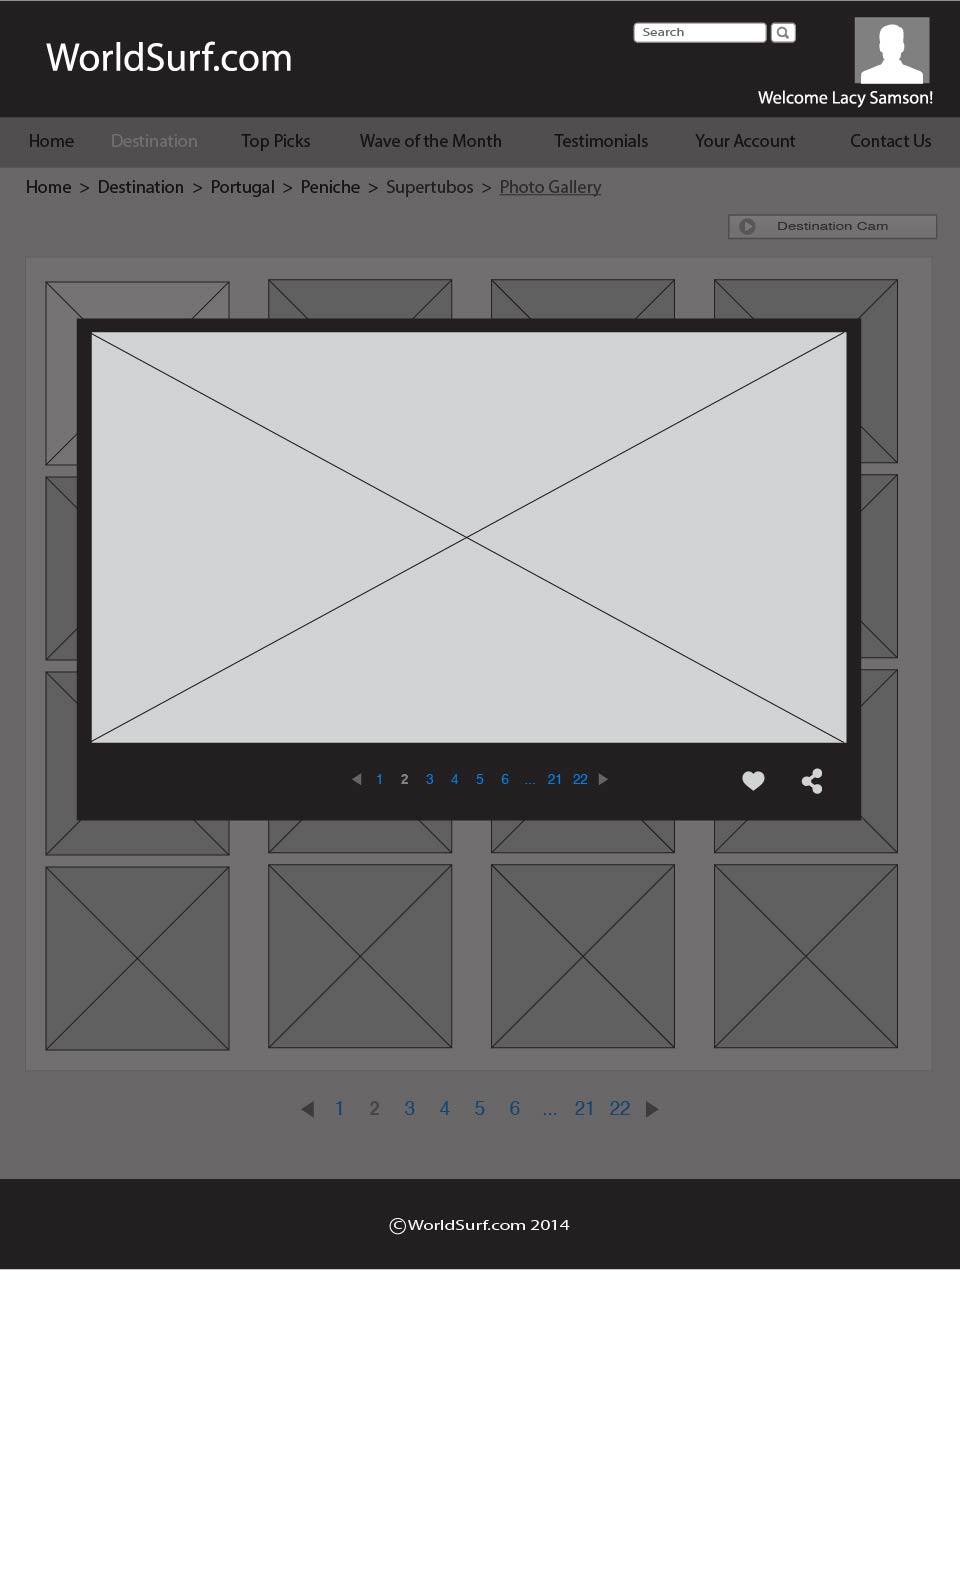 WorldSurf.com
Search
Welcome Lacy Samson!
Home Destination Top Picks Wave of the Month Testimonials Your Account Contact Us
Home > Destination > Portugal > Peniche > Supertubos > Photo Gallery
Destination Cam
1 2 3 4 5 6 ... 21 22
1 2 3 4 5 6 ... 21 22
©WorldSurf.com 2014